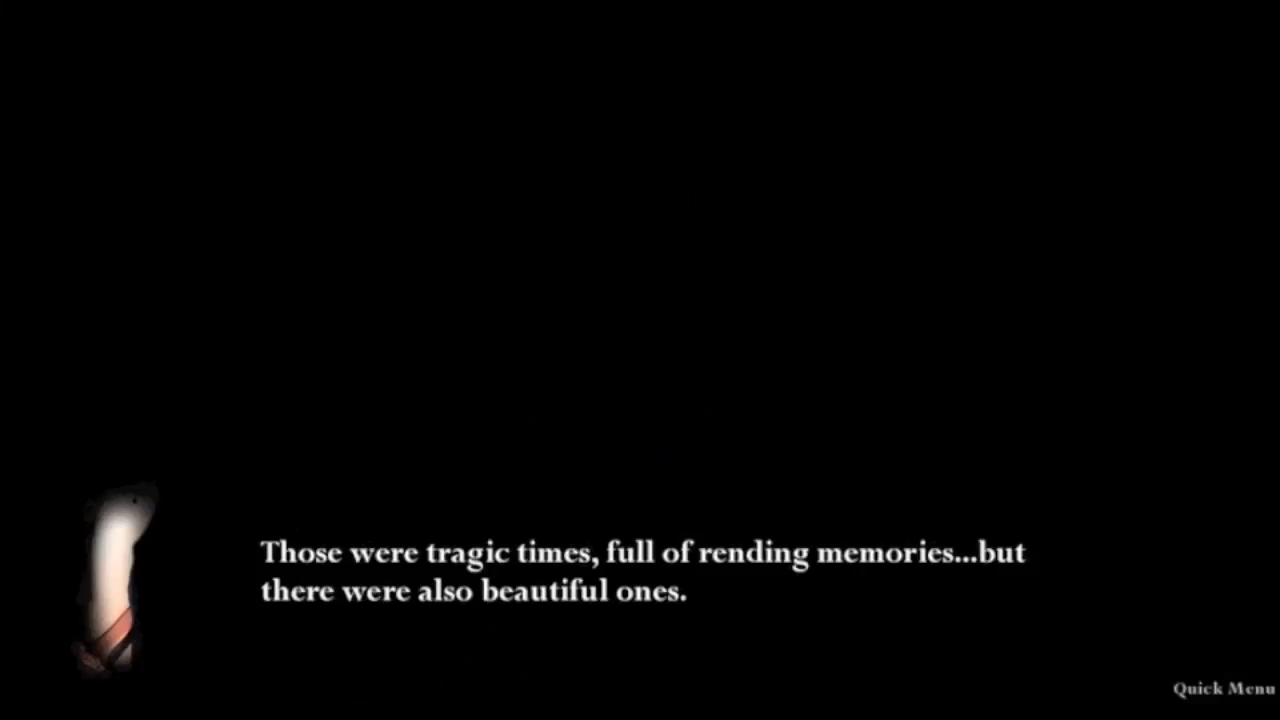 Those were tragic times, full of rending memories...but
there were also beautiful ones.
Quick Menu